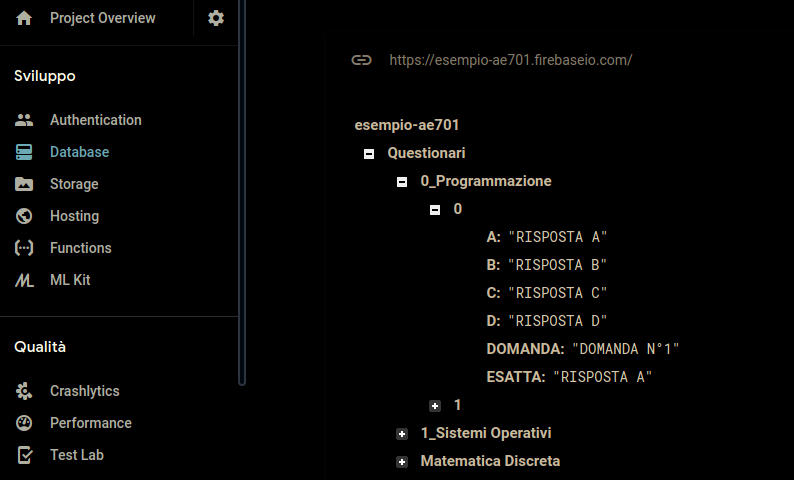 Project Overview
Sviluppo
Authentication
Database
Storage
Hosting
Functions
ML Kit
Qualità
Crashlytics
Performance
Test Lab
https://esempio-ae701.firebaseio.com/
esempio-ae701
Questionari
0_Programmazione
0
A: "RISPOSTA A"
B: "RISPOSTA B"
C: "RISPOSTA C"
D: "RISPOSTA D"
DOMANDA: "DOMANDA N°1"
ESATTA: "RISPOSTA A"
1
1_Sistemi Operativi
Matematica Discreta